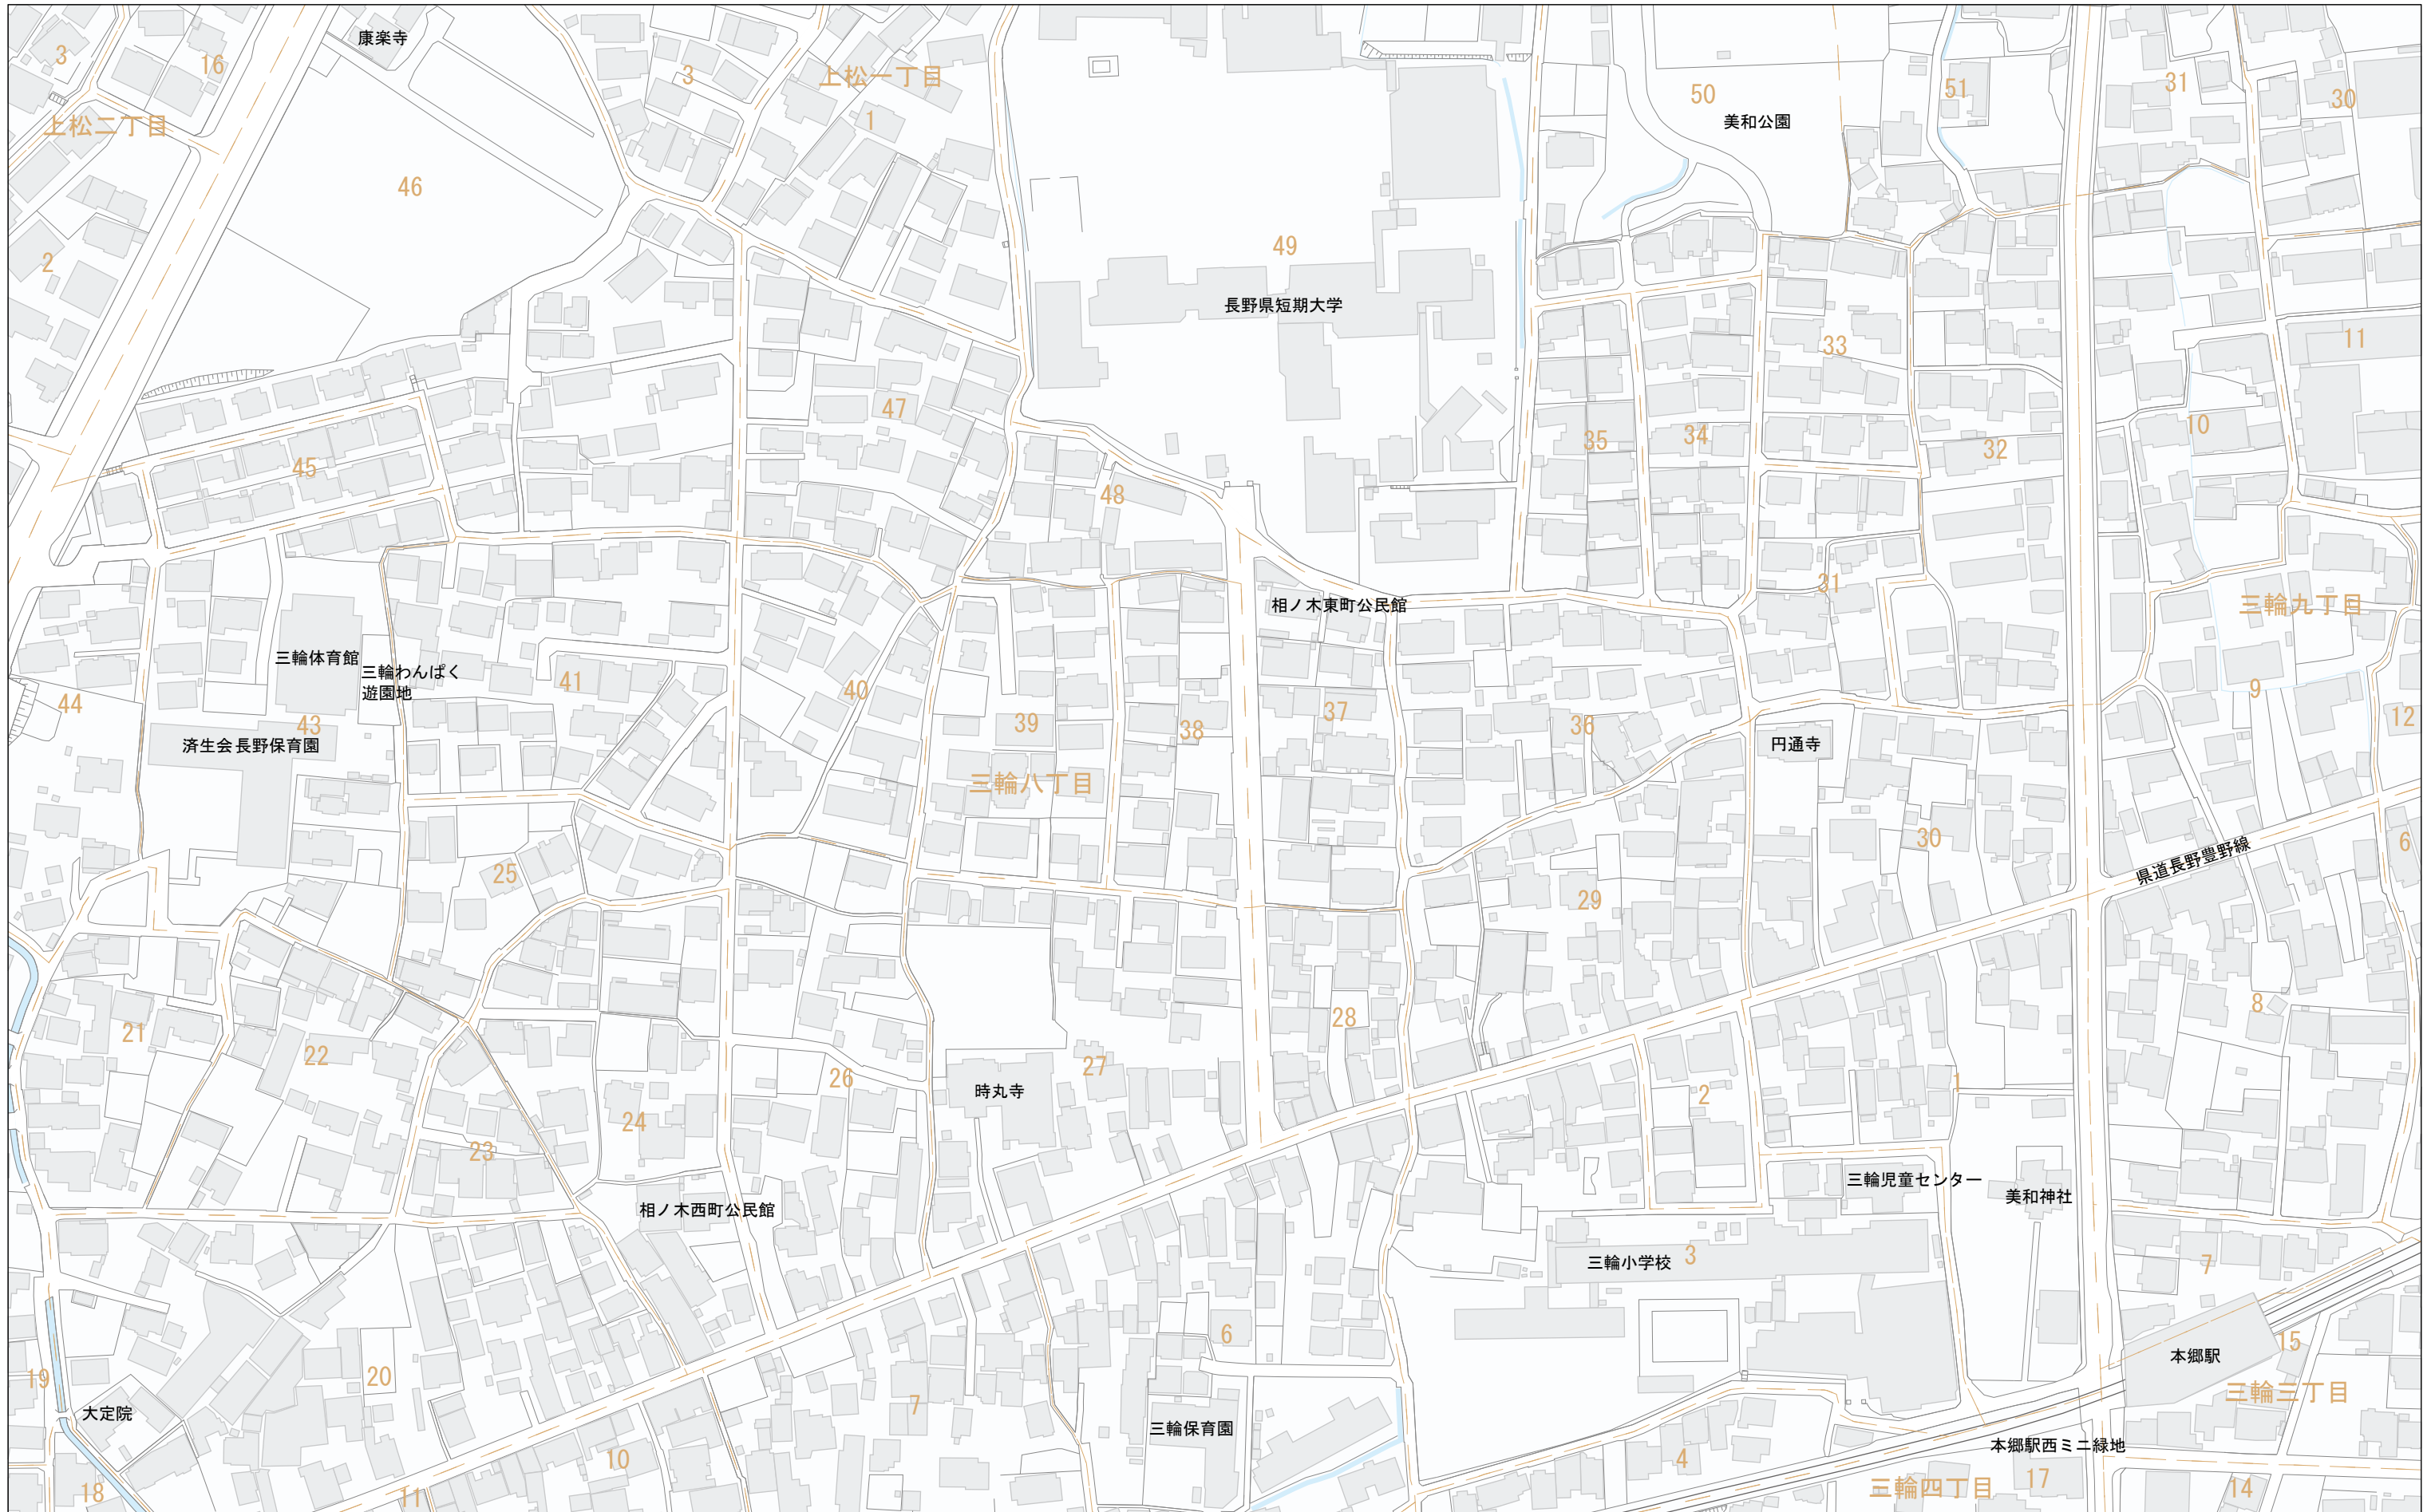 康楽寺
3
16
3
上松一丁目
31
51
50
30
1
美和公園
上松二丁目
46
49
2
長野県短期大学
11
33
47
10
34
35
32
45
48
31
相ノ木東町公民館
三輪九丁目
三輪体育館
三輪わんぱく
遊園地
41
40
9
44
37
12
39
43
38
36
済生会長野保育園
円通寺
三輪八丁目
30
6
県道長野豊野線
25
29
8
28
21
22
27
26
時丸寺
1
2
24
23
三輪児童センター
美和神社
相ノ木西町公民館
3
三輪小学校
7
6
15
本郷駅
20
19
三輪三丁目
7
大定院
三輪保育園
本郷駅西ミニ緑地
10
4
17
三輪四丁目
14
18
11